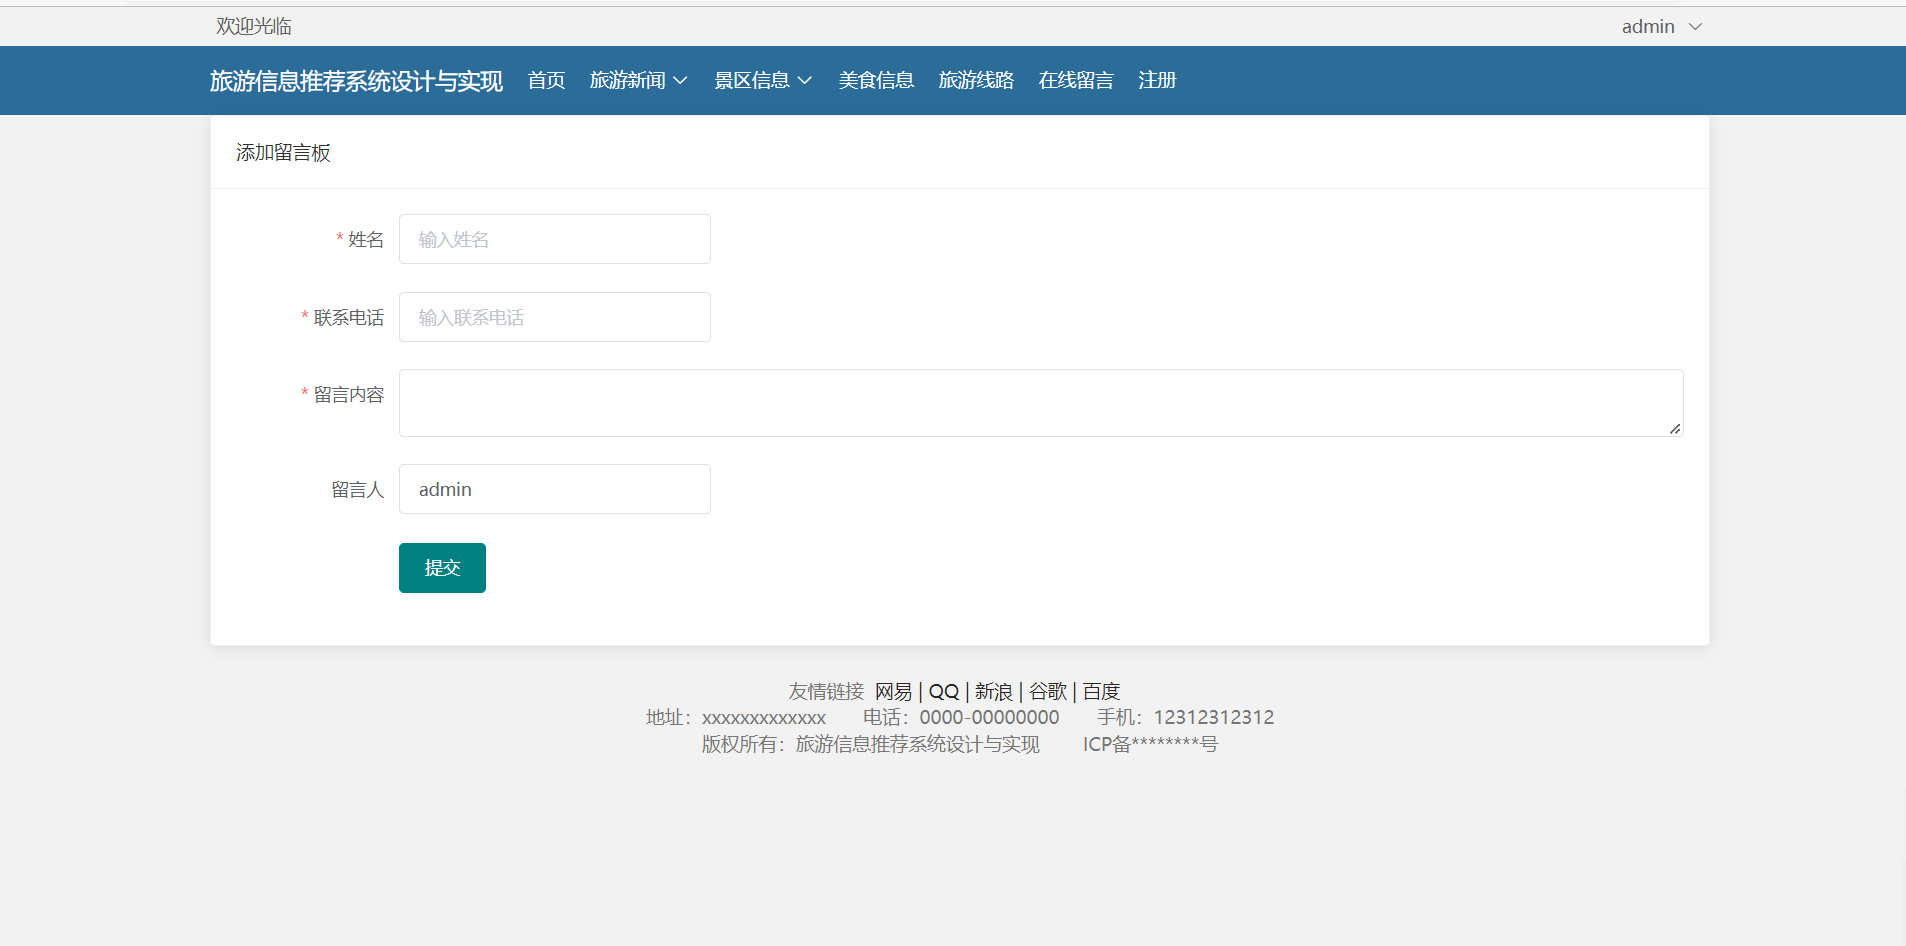 欢迎光临 admin
旅游信息推荐系统设计与实现 首页 旅游新闻 景区信息 美食信息 旅游线路 在线留言 注册
添加留言板
* 姓名 输入姓名
* 联系电话 输入联系电话
* 留言内容
留言人 admin
提交
友情链接 网易 | QQ | 新浪 | 谷歌 | 百度
地址：xxxxxxxxxxxxx 电话：0000-00000000 手机：12312312312
版权所有：旅游信息推荐系统设计与实现 ICP备********号